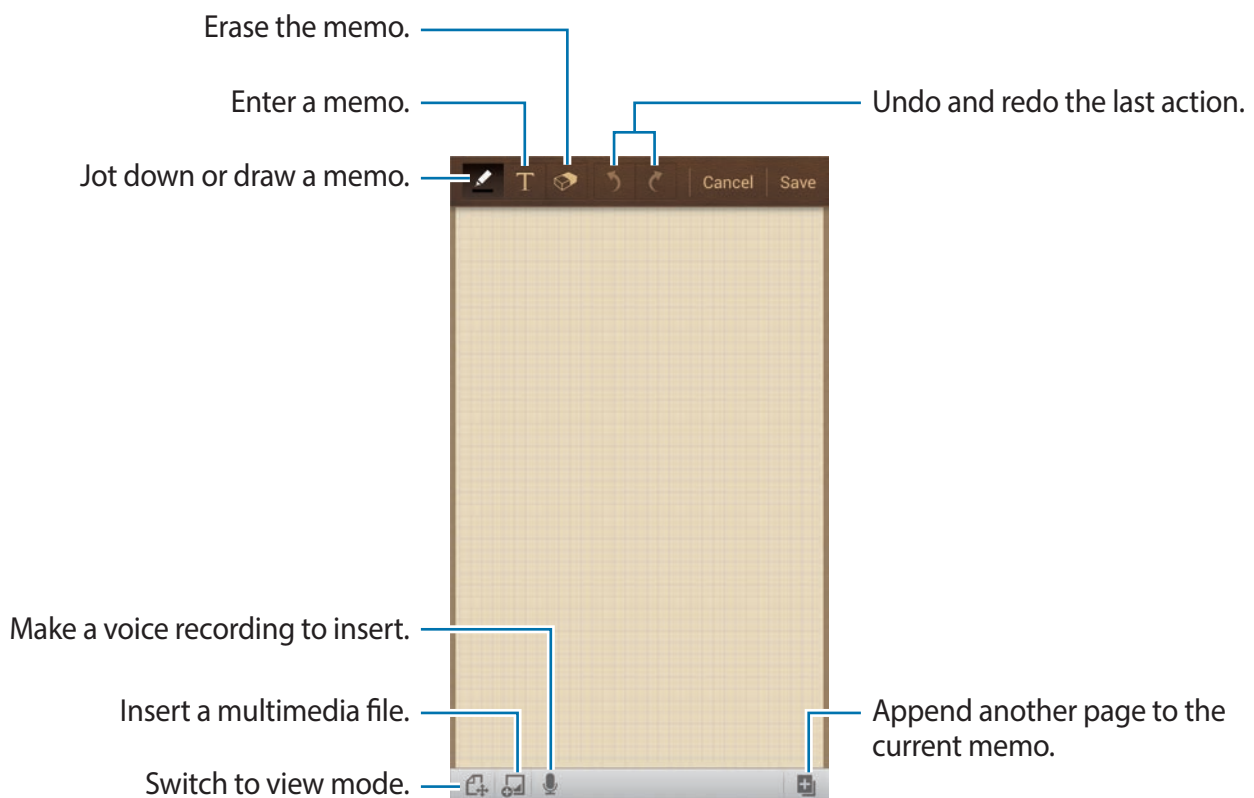 Erase the memo.
Enter a memo.
Undo and redo the last action.
Jot down or draw a memo.
T
Cancel
Save
Make a voice recording to insert.
Insert a multimedia file.
Append another page to the
current memo.
Switch to view mode.